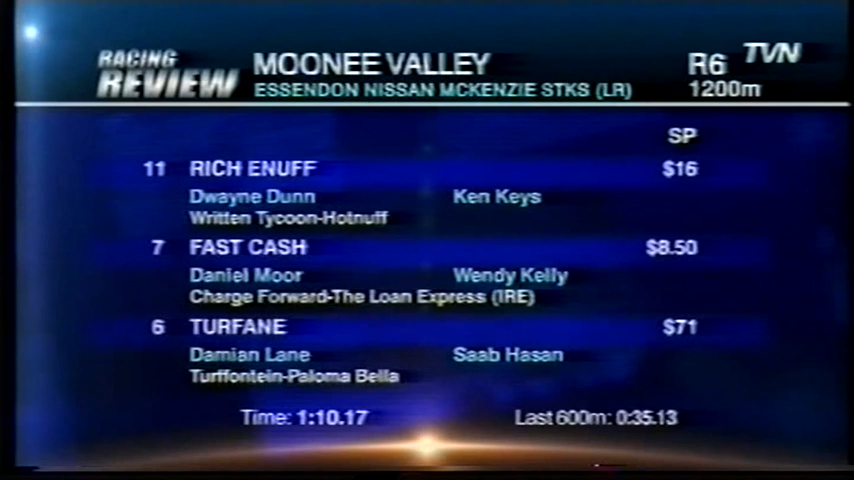 RACING REVIEW MOONEE VALLEY R6 TVN
ESSENDON NISSAN MCKENZIE STKS (LR) 1200m
SP
11 RICH ENUFF $16
Dwayne Dunn Ken Keys
Written Tycoon-Hotnuff
7 FAST CASH $8.50
Daniel Moor Wendy Kelly
Charge Forward-The Loan Express (IRE)
6 TURFANE $71
Damian Lane Saab Hasan
Turffontein-Paloma Bella
Time: 1:10.17 Last 600m: 0:35.13